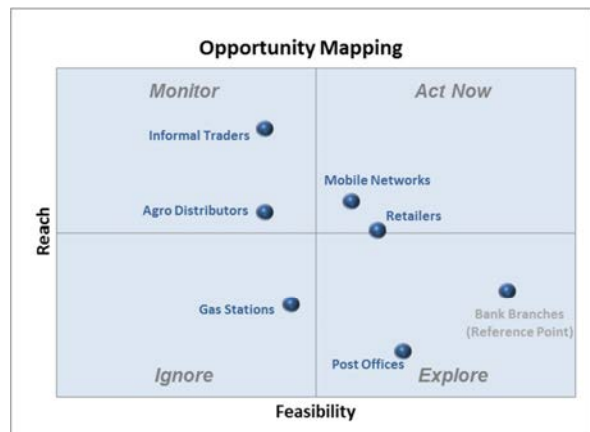 Opportunity Mapping
Monitor
Act Now
Informal Traders
Mobile Networks
Agro Distributors
Retailers
Reach
Gas Stations
Bank Branches
(Reference Point)
Post Offices
Ignore
Explore
Feasibility